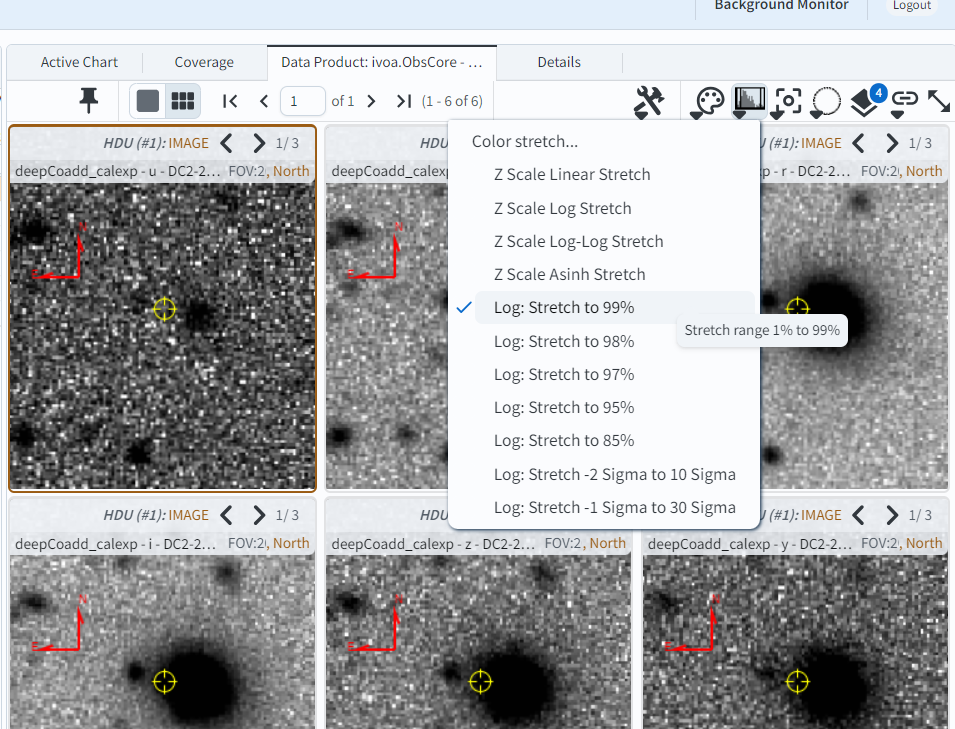 Background Monitor
Logout
Active Chart
Coverage
Data Product: ivoa.ObsCore - ...
Details
1
of 1
(1 - 6 of 6)
4
HDU (#1): IMAGE
1/ 3
HDU
(#1): IMAGE
1/ 3
deepCoadd_calexp - u - DC2-2... FOV:2, North
deepCoadd_calexp
- r - DC2-2... FOV:2, North
N
E
N
E
Color stretch...
Z Scale Linear Stretch
Z Scale Log Stretch
Z Scale Log-Log Stretch
Z Scale Asinh Stretch
Log: Stretch to 99%
Stretch range 1% to 99%
Log: Stretch to 98%
Log: Stretch to 97%
Log: Stretch to 95%
Log: Stretch to 85%
Log: Stretch -2 Sigma to 10 Sigma
Log: Stretch -1 Sigma to 30 Sigma
HDU (#1): IMAGE
1/ 3
HDU
(#1): IMAGE
1/ 3
deepCoadd_calexp - i - DC2-2... FOV:2, North
deepCoadd_calexp - z - DC2-2... FOV:2, North
deepCoadd_calexp - y - DC2-2... FOV:2, North
N
E
N
E
N
E